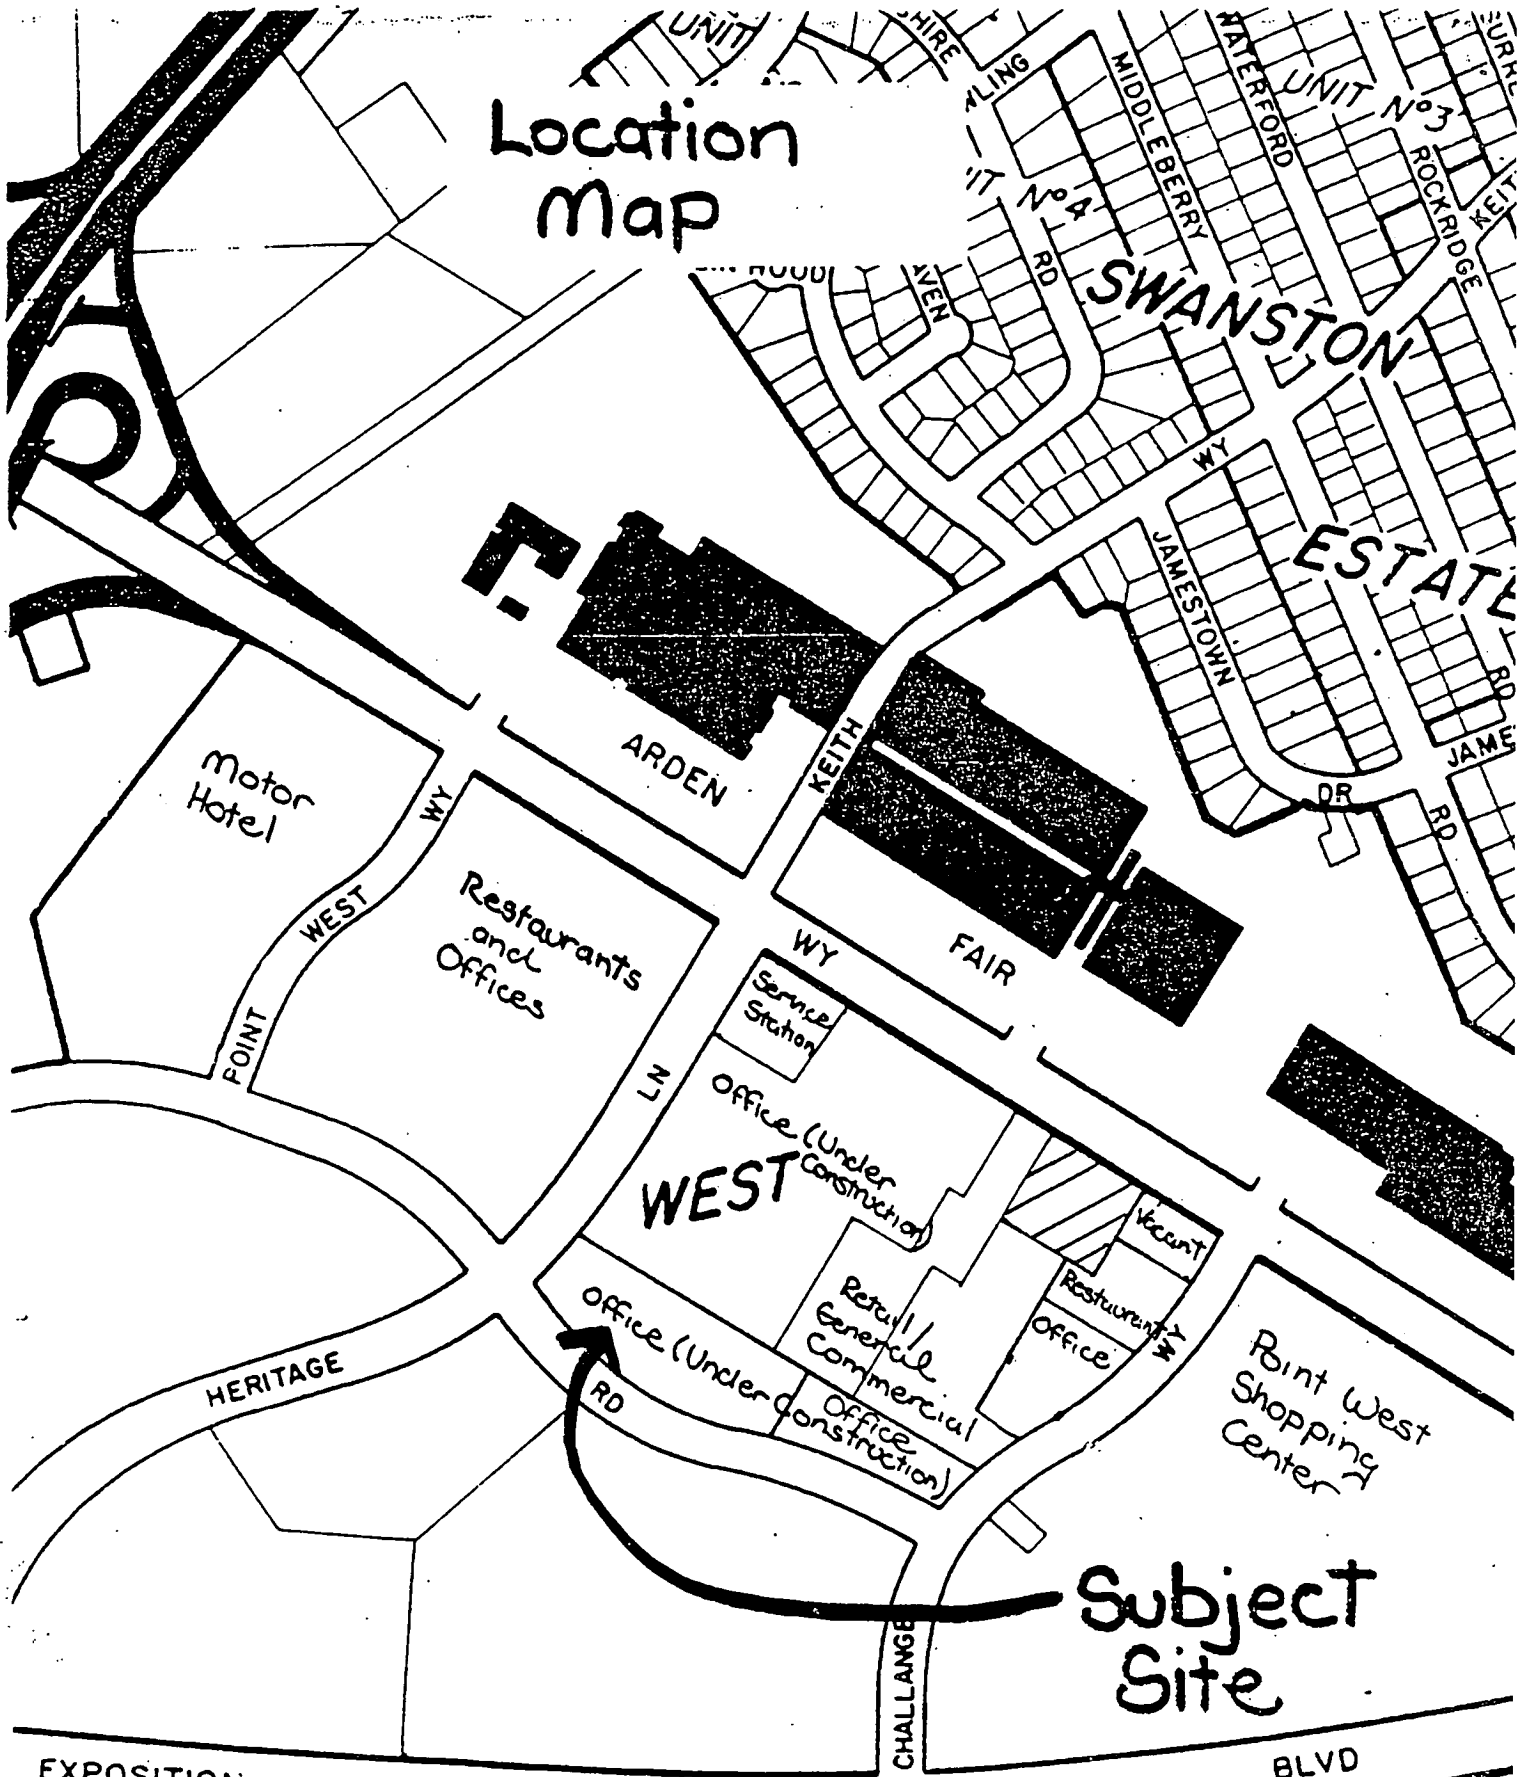 UNIT
SHIRE
MIDDLEBERRY
WATERFORD
UNIT Nº3
ROCKRIDGE
Location
Map
Nº4
RD
SWANSTON
WY
JAMESTOWN
ESTATE
RD
ARDEN
KEITH
JAME
DR
RD
Motor
Hotel
WY
WEST
POINT
Restaurants
and
Offices
WY
FAIR
Service
Station
LN
Office (Under
Construction)
WEST
Vacant
Retail/
General
Commercial
Restaurant
Office
WY
Office (Under Construction)
Office
RD
HERITAGE
Point West
Shopping
Center
Subject
Site
CHALLANGE
EXPOSITION
BLVD